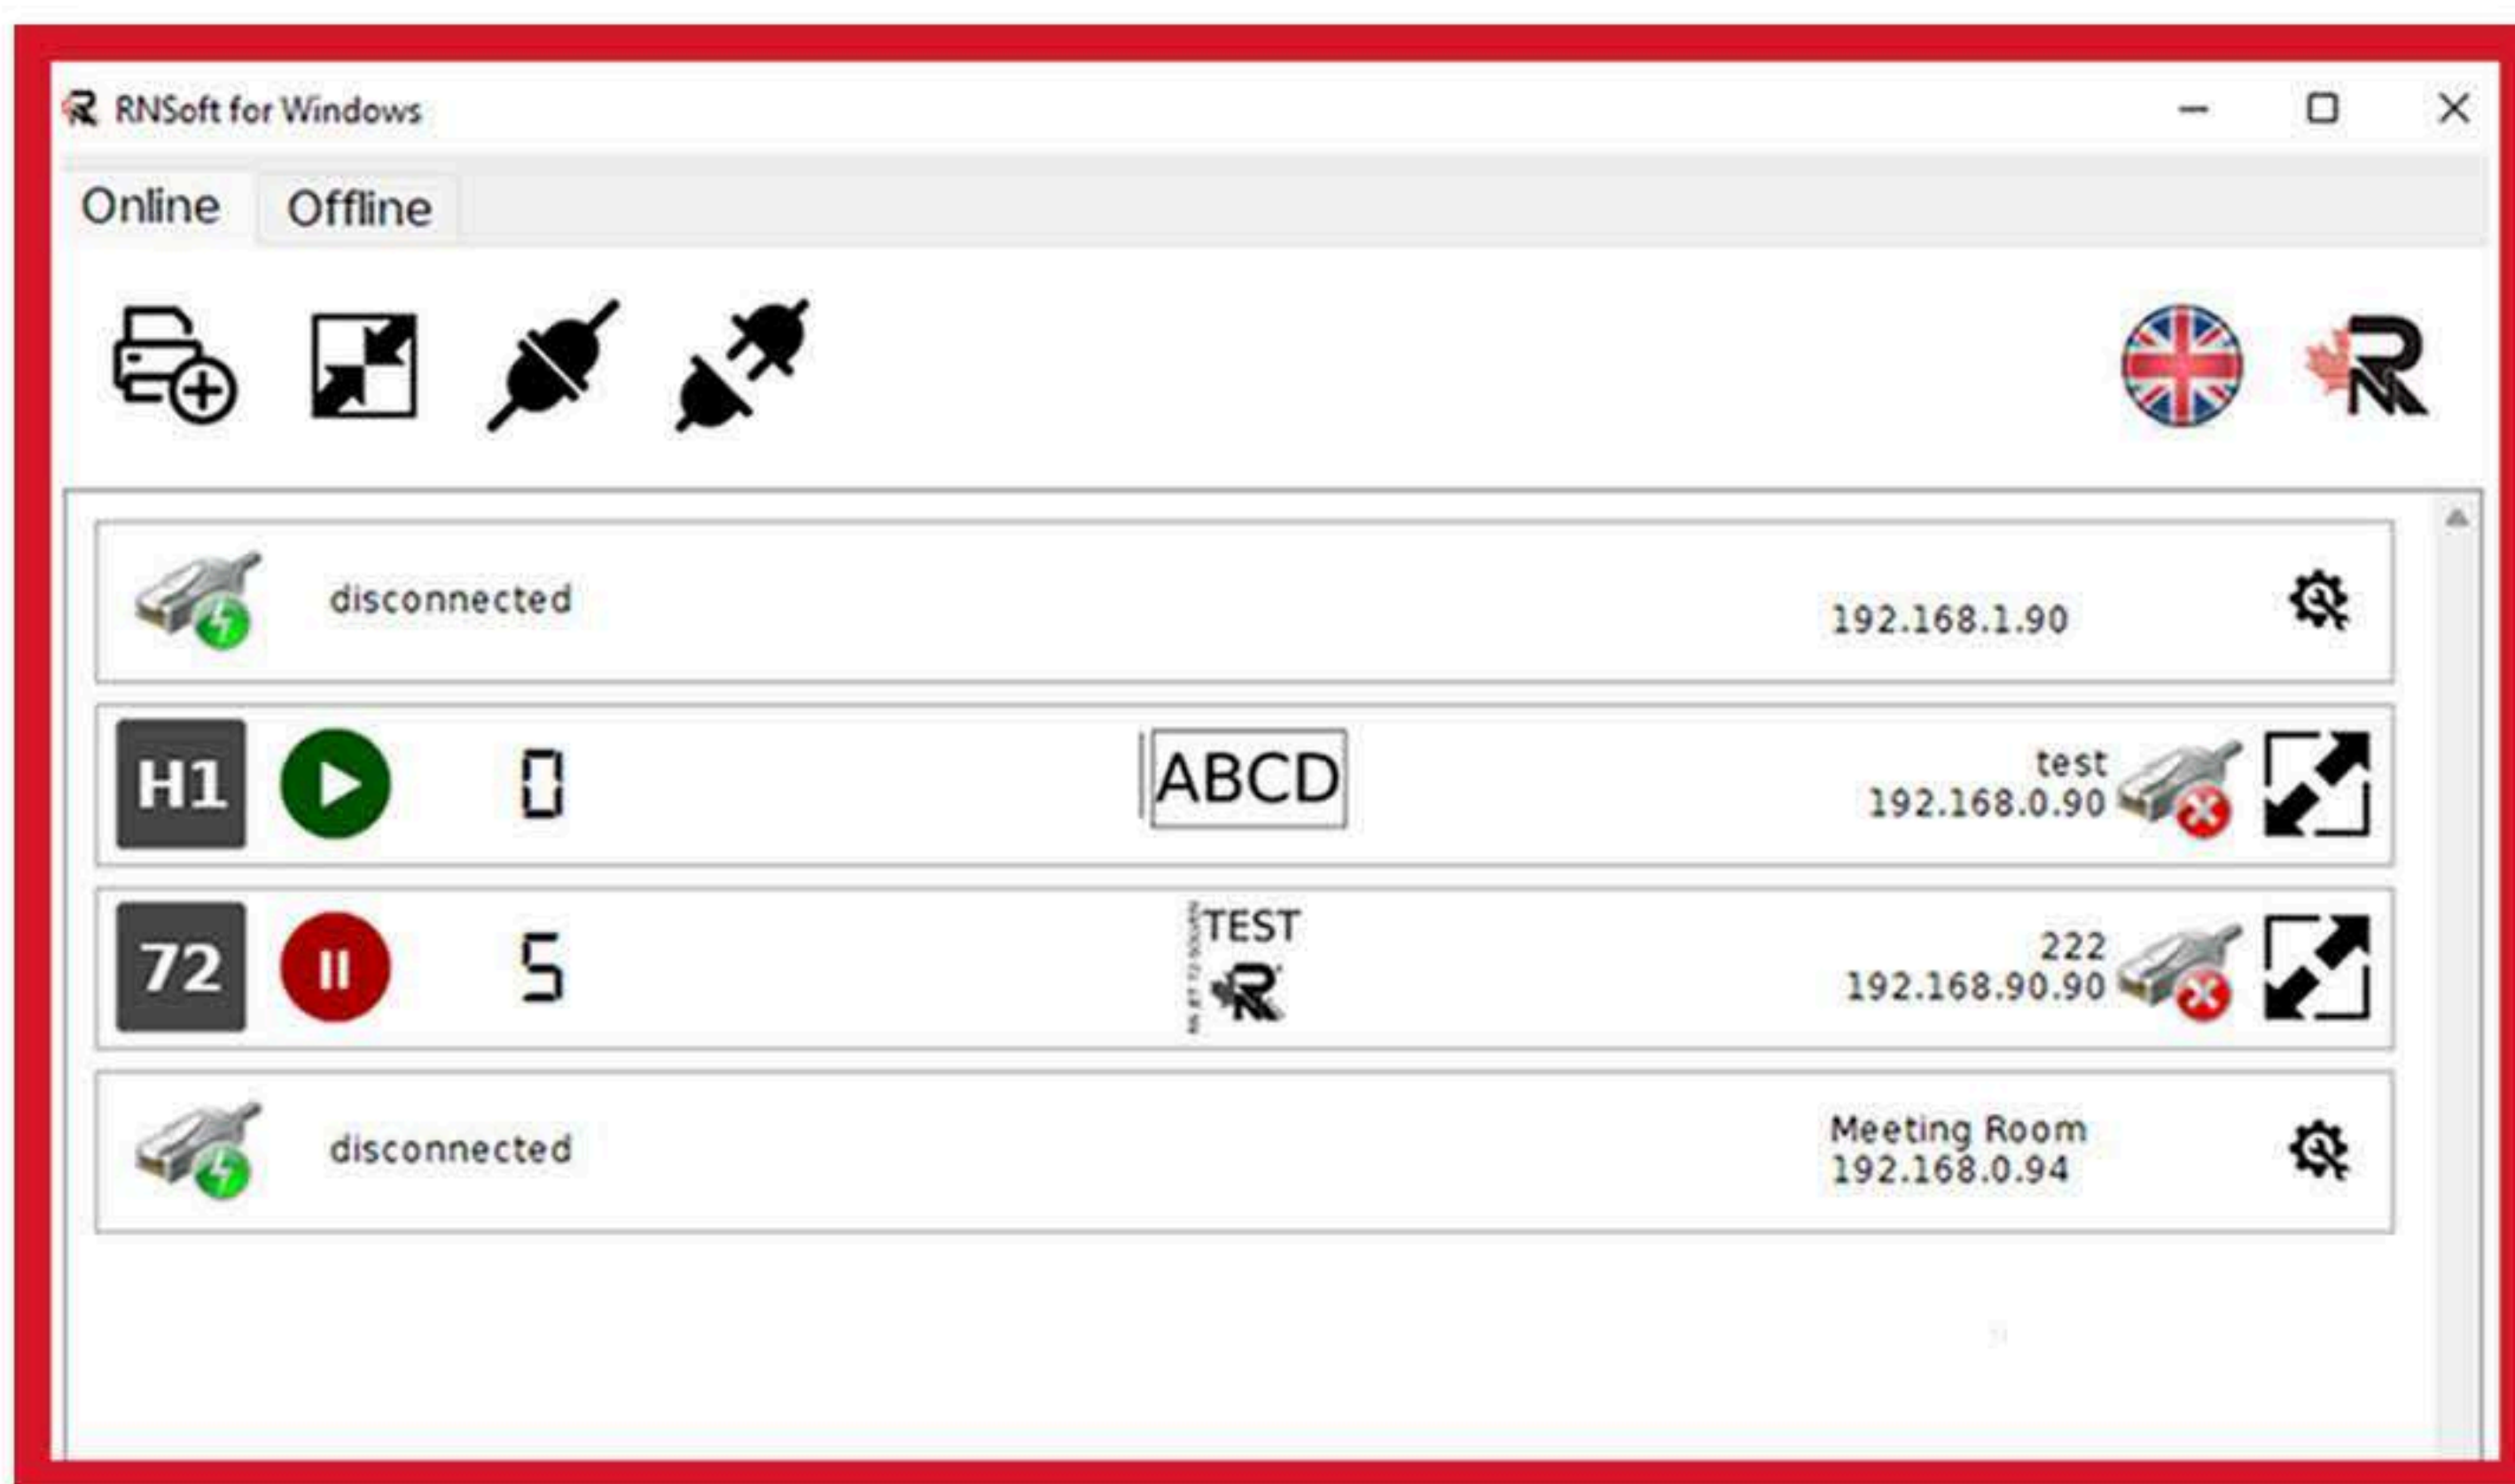 RNSoft for Windows
Online Offline
disconnected
192.168.1.90
H1 0 ABCD
test
192.168.0.90
72 5
TEST
222
192.168.90.90
disconnected
Meeting Room
192.168.0.94